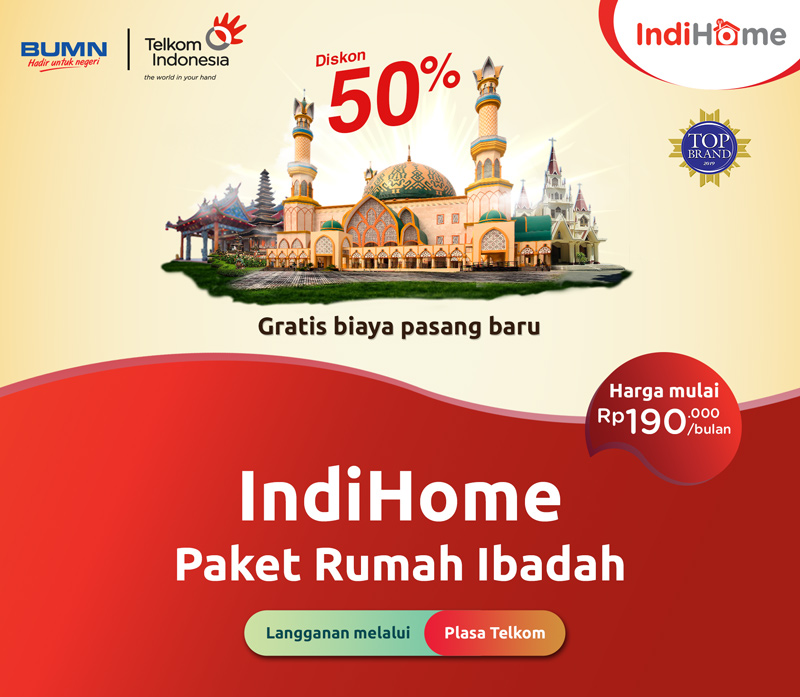 BUMN
Hadir untuk negeri
Telkom
Indonesia
the world in your hand
IndiHome
Diskon
50%
TOP
BRAND
2019
Gratis biaya pasang baru
Harga mulai
Rp190.000
/bulan
IndiHome
Paket Rumah Ibadah
Langganan melalui
Plasa Telkom